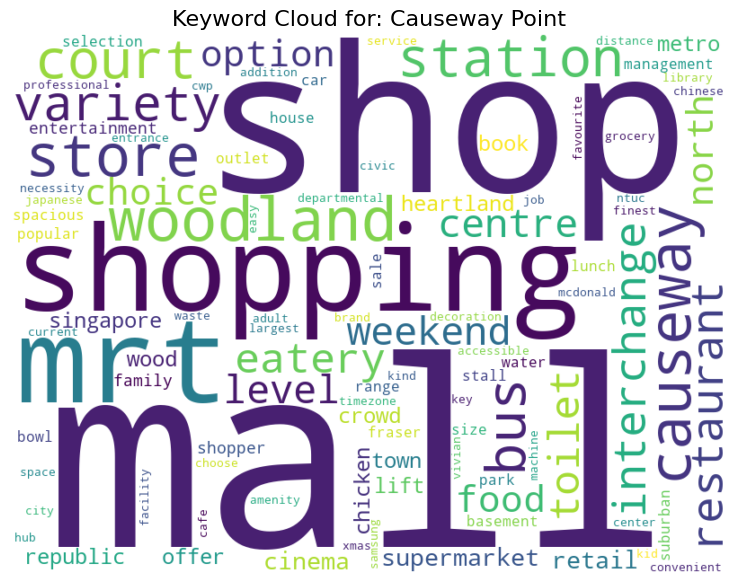 Keyword Cloud for: Causeway Point
selection
service
distance
metro
court
option
station
management
professional
addition
car
cwp
library
chinese
variety
shop
house
book
favourite
grocery
north
entertainment
entrance
store
outlet
civic
necessity
japanese
choice
departmental
heartland
job
ntuc
finest
spacious
popular
woodland
easy
centre
shopping
sale
lunch
mcdonald
interchange
causeway
restaurant
singapore
waste
adult
largest
brand
decoration
current
mrt
weekend
wood
family
eatery
accessible
water
level
kind
range
stall
timezone
key
bus
toilet
crowd
size
fraser
bowl
mall
shopper
choose
chicken
town
vivian
machine
park
space
facility
lift
food
city
cafe
amenity
basement
suburban
hub
xmas
samsung
center
republic
offer
cinema
supermarket
retail
kid
convenient